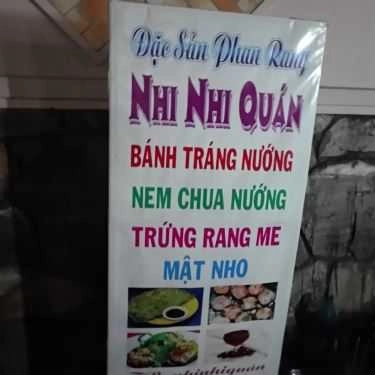 Đặc Sản Phan Rang
NHI NHI QUÁN
BÁNH TRÁNG NƯỚNG
NEM CHUA NƯỚNG
TRỨNG RANG ME
MẬT NHO